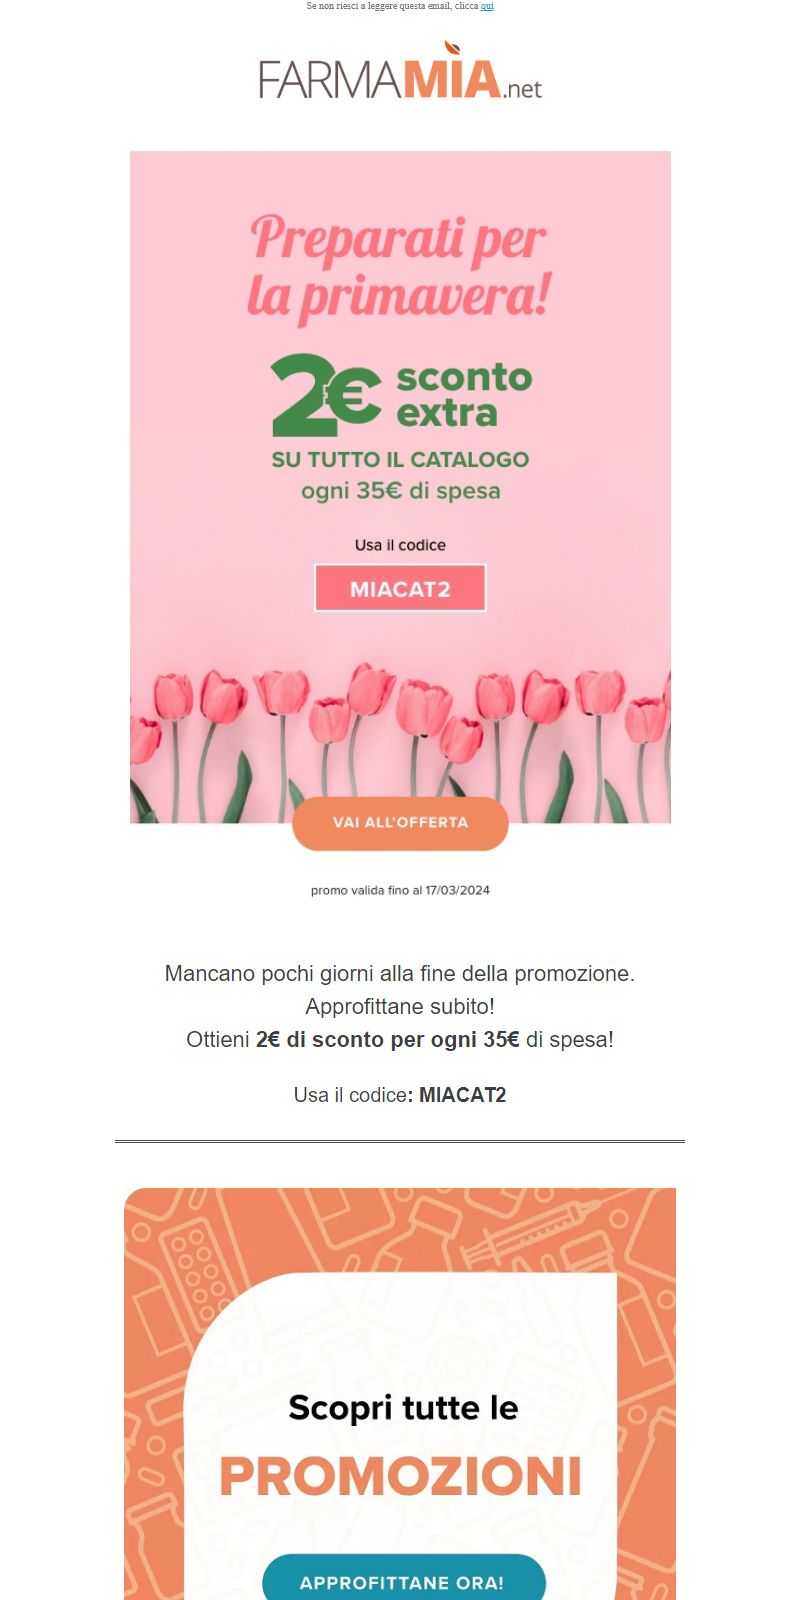 Se non riesci a leggere questa email, clicca qui
FARMAMÌA.net
Preparati per
la primavera!
2€ sconto
extra
SU TUTTO IL CATALOGO
ogni 35€ di spesa
Usa il codice
MIACAT2
VAI ALL'OFFERTA
promo valida fino al 17/03/2024
Mancano pochi giorni alla fine della promozione.
Approfittane subito!
Ottieni 2€ di sconto per ogni 35€ di spesa!
Usa il codice: MIACAT2
Scopri tutte le
PROMOZIONI
APPROFITTANE ORA!